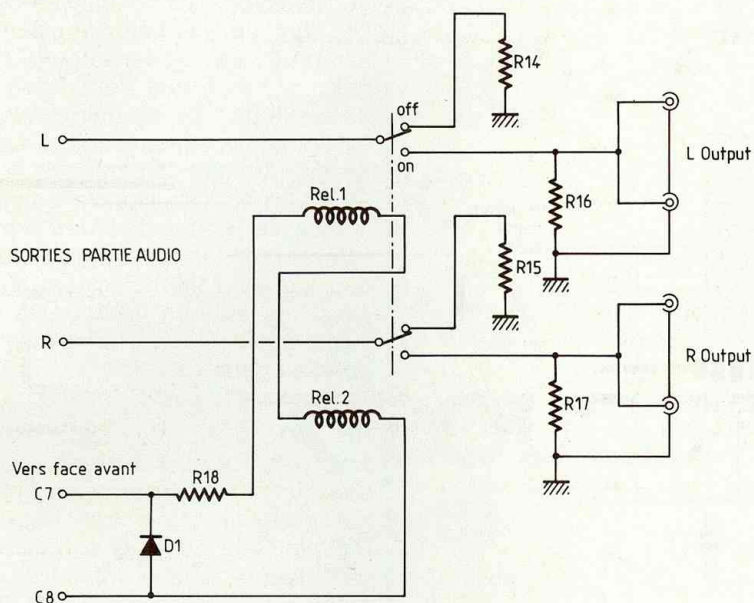 R14
off
L
on
L Output
Rel.1
R16
SORTIES PARTIE AUDIO
R15
R
R Output
Rel.2
R17
Vers face avant
C7
R18
D1
C8